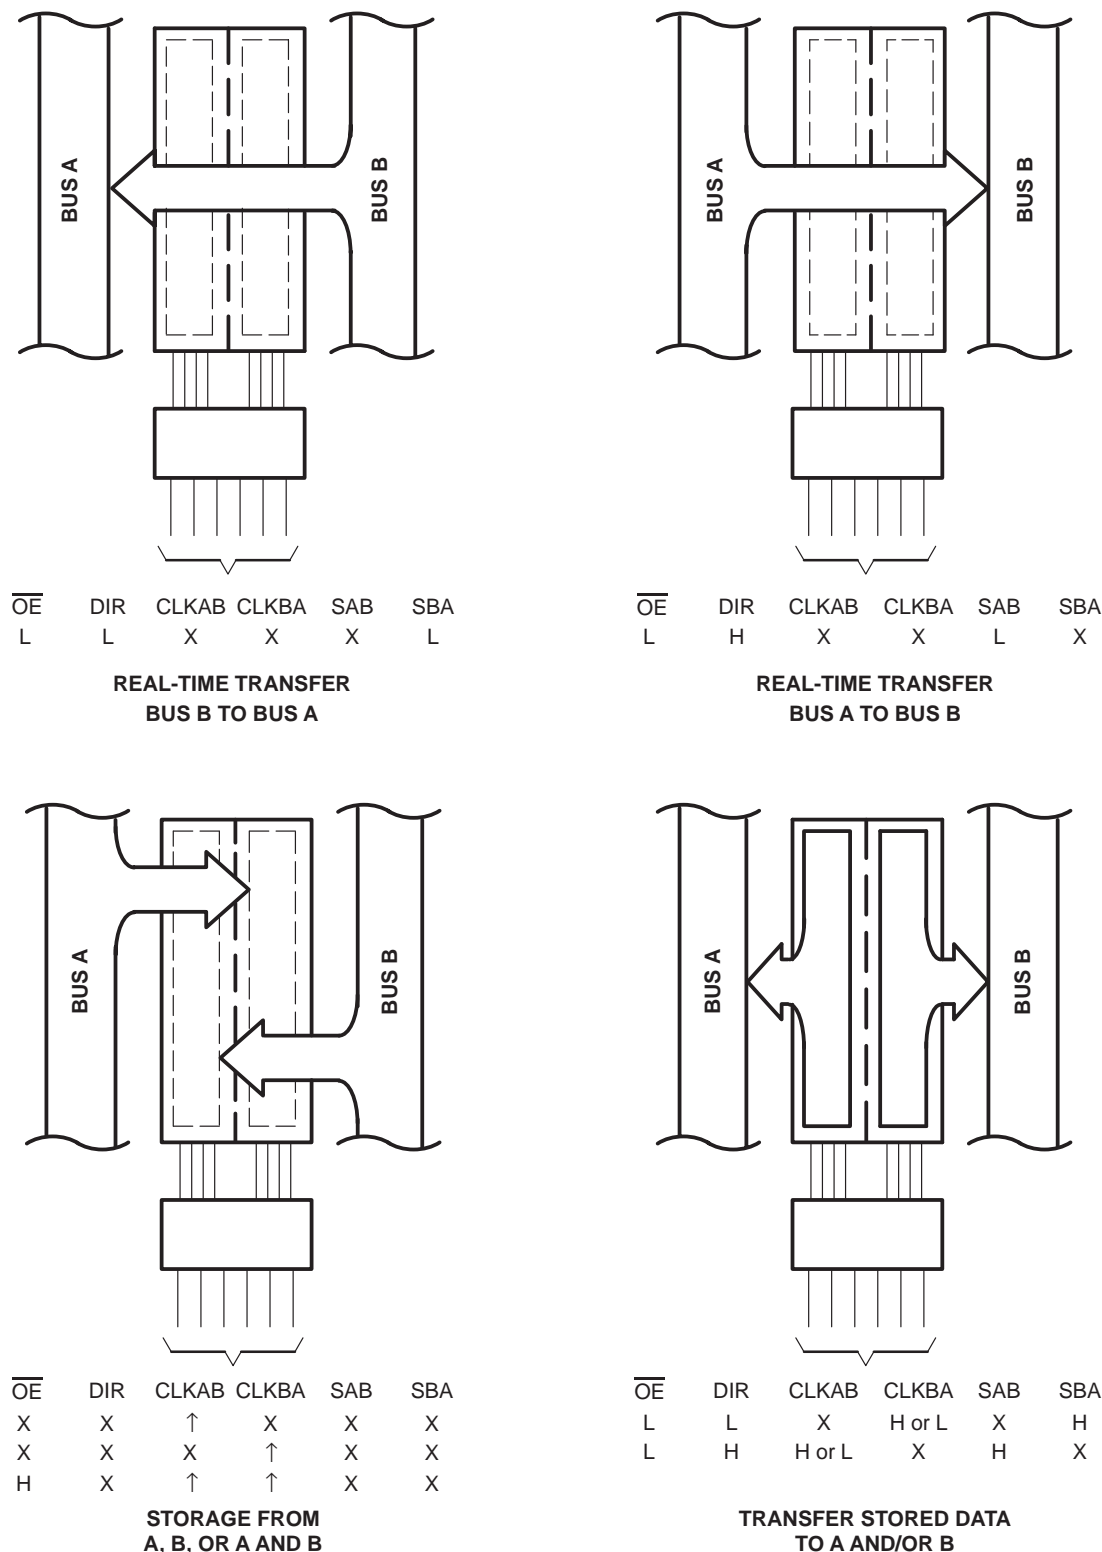 BUS A
BUS B
OE DIR CLKAB CLKBA SAB SBA
L L X X X L
REAL-TIME TRANSFER
BUS B TO BUS A
BUS A
BUS B
OE DIR CLKAB CLKBA SAB SBA
L H X X L X
REAL-TIME TRANSFER
BUS A TO BUS B
BUS A
BUS B
OE DIR CLKAB CLKBA SAB SBA
X X ↑ X X X
X X X ↑ X X
H X ↑ ↑ X X
STORAGE FROM
A, B, OR A AND B
BUS A
BUS B
OE DIR CLKAB CLKBA SAB SBA
L L X H or L X H
L H H or L X H X
TRANSFER STORED DATA
TO A AND/OR B